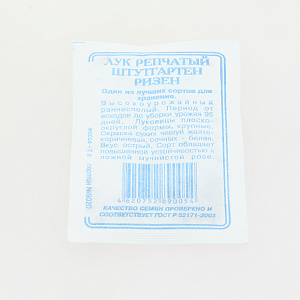 ЛУК РЕПЧАТЫЙ
ШТУТГАРТЕН
РИЗЕН
Один из лучших сортов для
хранения.
Высокоурожайный
раннеспелый. Период от
всходов до уборки урожая 95
дней. Луковицы плоско-
округлой формы, крупные.
Окраска сухих чешуй желто-
коричневая, сочных - белая.
Вкус острый. Сорт обладает
повышенной устойчивостью к
ложной мучнистой росе.
4620752890054
КАЧЕСТВО СЕМЯН ПРОВЕРЕНО И
СООТВЕТСТВУЕТ ГОСТ Р 52171-2003